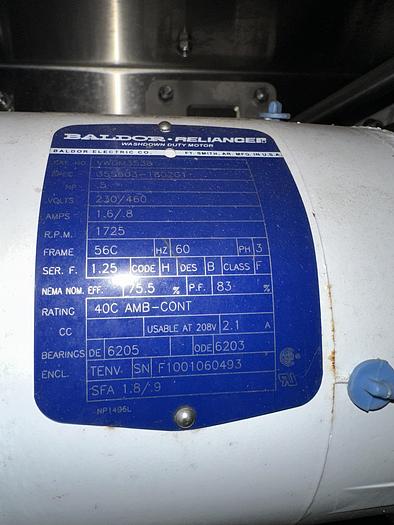 BALDOR • RELIANCER
WASHDOWN DUTY MOTOR
BALDOR ELECTRIC CO. FT. SMITH, AR. MFG. IN U.S.A.
CAT. NO. VWDM3538
SPEC.
HP .5
VOLTS 230/460
AMPS 1.6/.8
R.P.M. 1725
FRAME 56C HZ 60 PH 3
SER. F. 1.25 CODE H DES B CLASS F
NEMA NOM. EFF. 75.5 % P.F. 83 %
RATING 40C AMB-CONT
CC USABLE AT 208V 2.1 A
BEARINGS DE 6205 ODE 6203
ENCL. TENV SN F1001060493
SFA 1.8/.9
NP1496L